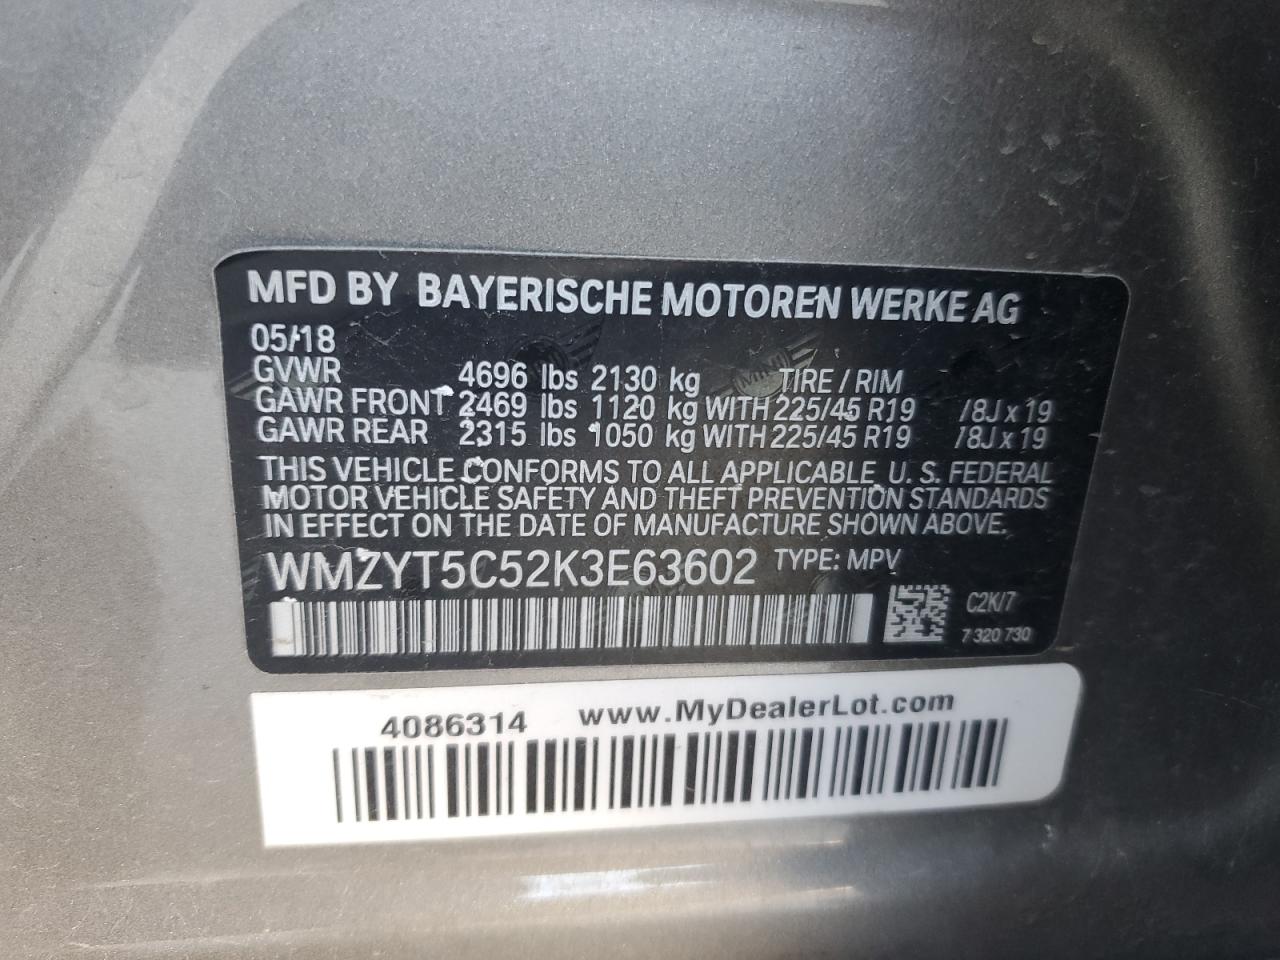 MFD BY BAYERISCHE MOTOREN WERKE AG
05/18
GVWR 4696 lbs 2130 kg TIRE / RIM
GAWR FRONT 2469 lbs 1120 kg WITH 225/45 R19 /8J x 19
GAWR REAR 2315 lbs 1050 kg WITH 225/45 R19 /8J x 19
THIS VEHICLE CONFORMS TO ALL APPLICABLE U. S. FEDERAL
MOTOR VEHICLE SAFETY AND THEFT PREVENTION STANDARDS
IN EFFECT ON THE DATE OF MANUFACTURE SHOWN ABOVE.
WMZYT5C52K3E63602 TYPE: MPV
C2K/7
7 320 730
4086314 www.MyDealerLot.com